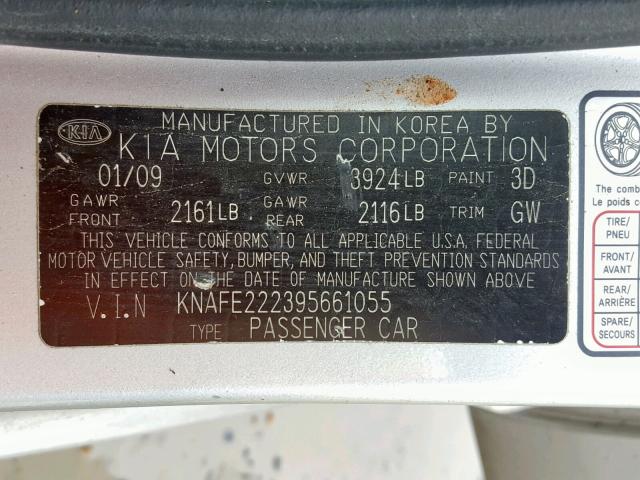 KIA MANUFACTURED IN KOREA BY
KIA MOTORS CORPORATION
01/09 GVWR 3924LB PAINT 3D
GAWR FRONT 2161LB GAWR REAR 2116LB TRIM GW
THIS VEHICLE CONFORMS TO ALL APPLICABLE U.S.A. FEDERAL
MOTOR VEHICLE SAFETY, BUMPER, AND THEFT PREVENTION STANDARDS
IN EFFECT ON THE DATE OF MANUFACTURE SHOWN ABOVE
V.I.N KNAFE222395661055
TYPE PASSENGER CAR
The comb
Le poids c
TIRE/
PNEU
FRONT/
AVANT
REAR/
ARRIÈRE
SPARE/
SECOURS